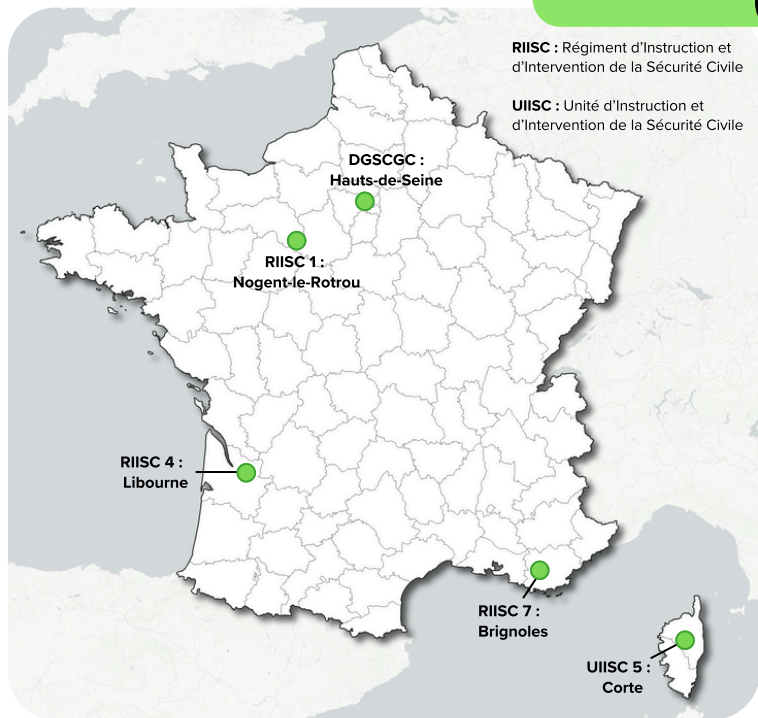 RIISC : Régiment d'Instruction et
d'Intervention de la Sécurité Civile
UIISC : Unité d'Instruction et
d'Intervention de la Sécurité Civile
DGSCGC :
Hauts-de-Seine
RIISC 1 :
Nogent-le-Rotrou
RIISC 4 :
Libourne
RIISC 7 :
Brignoles
UIISC 5 :
Corte